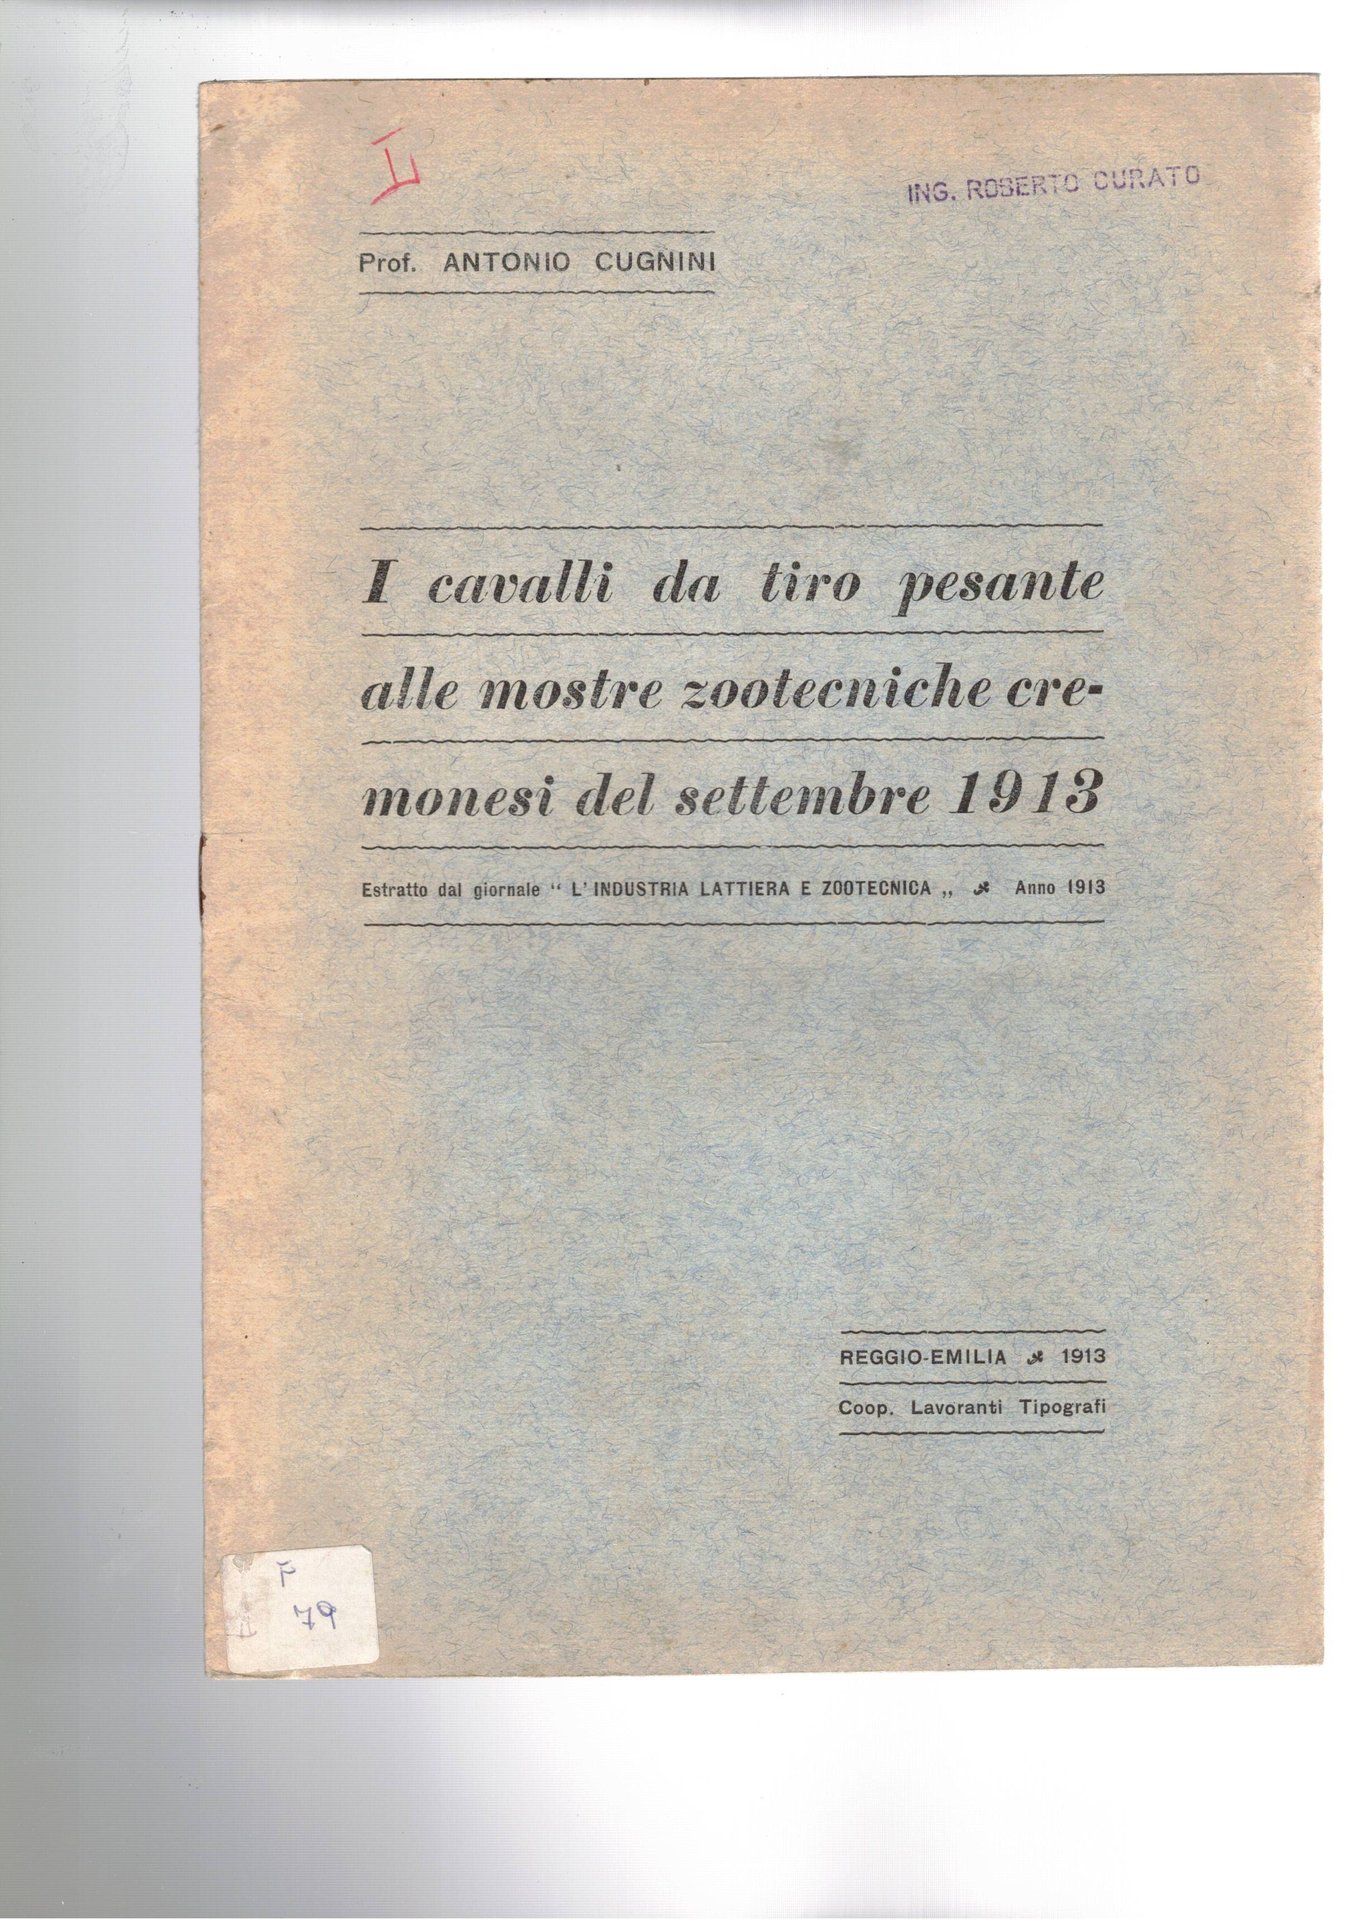 ING. ROBERTO CURATO
Prof. ANTONIO CUGNINI
I cavalli da tiro pesante
alle mostre zootecniche cre-
monesi del settembre 1913
Estratto dal giornale “ L' INDUSTRIA LATTIERA E ZOOTECNICA „ Anno 1913
REGGIO-EMILIA 1913
Coop. Lavoranti Tipografi
79